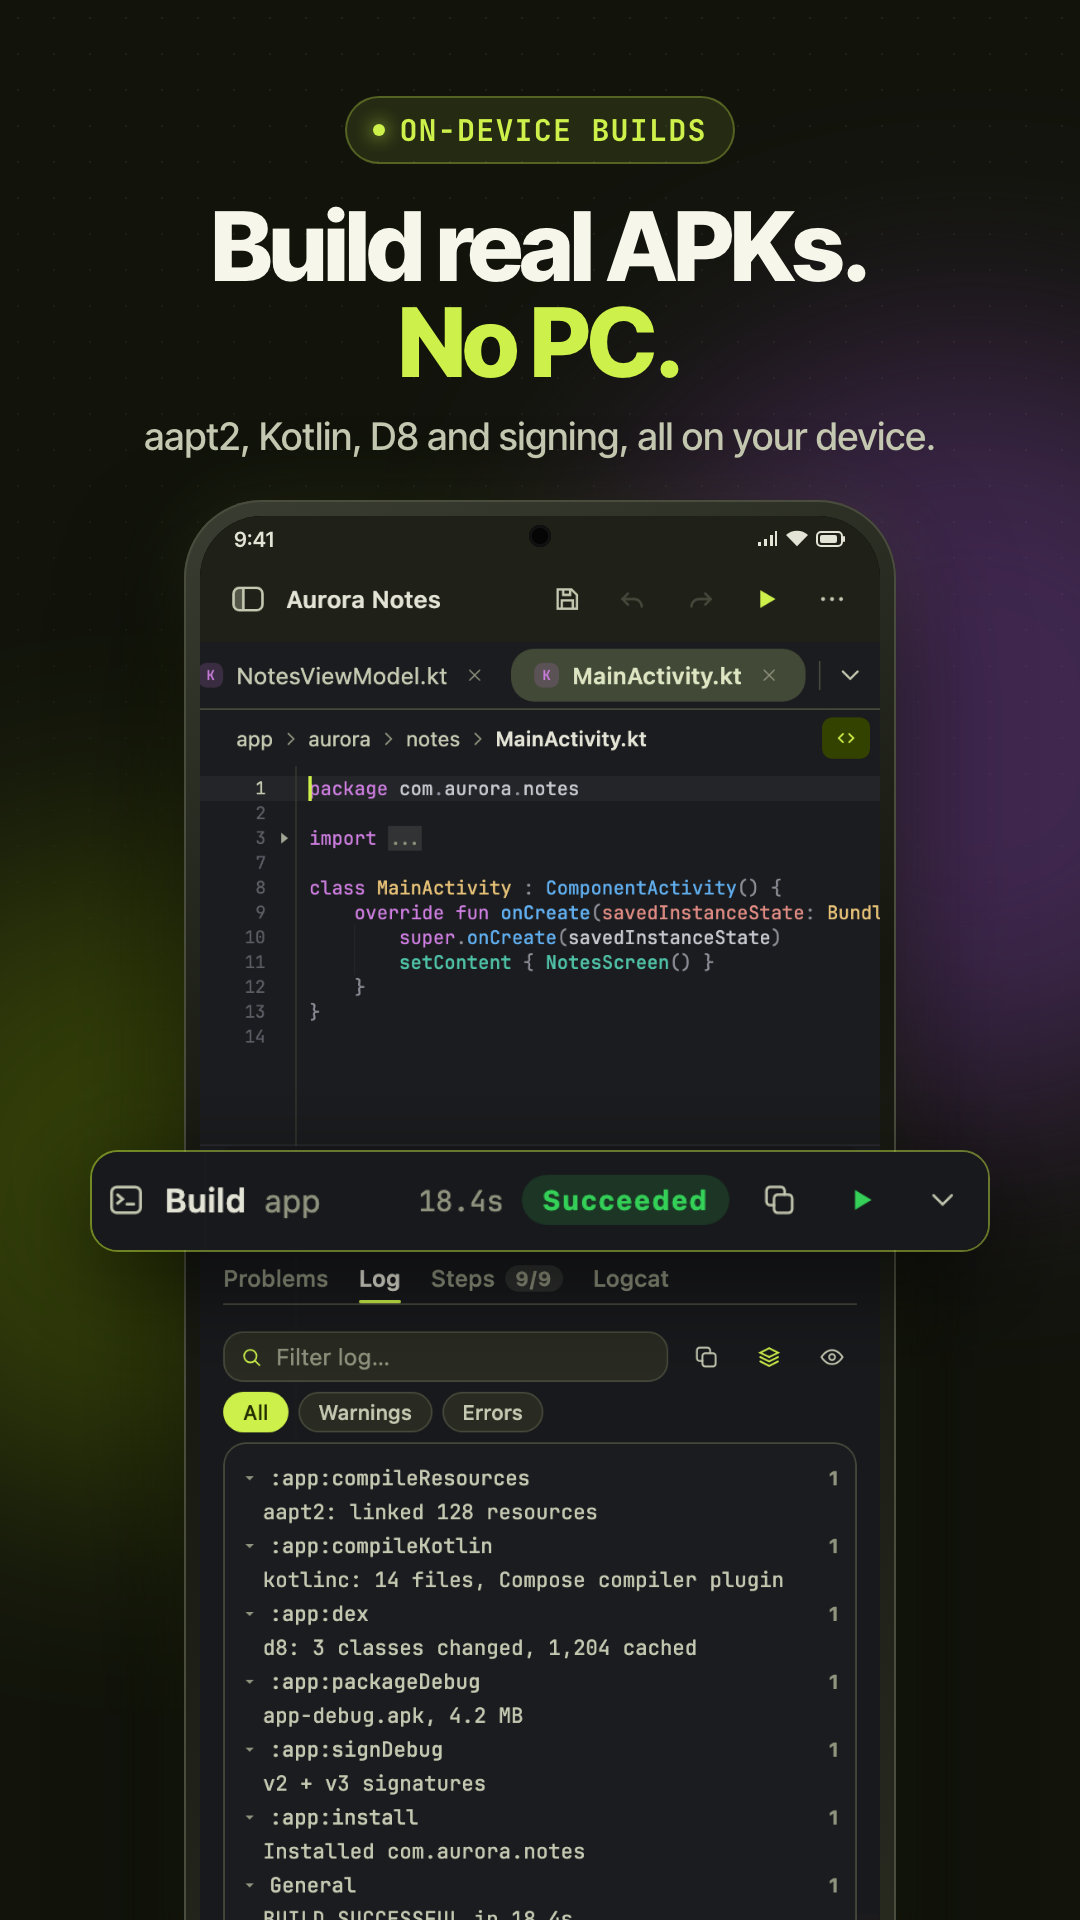 ON-DEVICE BUILDS
Build real APKs.
No PC.
aapt2, Kotlin, D8 and signing, all on your device.
9:41
Aurora Notes
K NotesViewModel.kt × K MainActivity.kt ×
app > aurora > notes > MainActivity.kt <>
1 package com.aurora.notes
2
3 import ...
7
8 class MainActivity : ComponentActivity() {
9 override fun onCreate(savedInstanceState: Bundl
10 super.onCreate(savedInstanceState)
11 setContent { NotesScreen() }
12 }
13 }
14
Build app 18.4s Succeeded
Problems Log Steps 9/9 Logcat
Filter log...
All Warnings Errors
:app:compileResources 1
aapt2: linked 128 resources
:app:compileKotlin 1
kotlinc: 14 files, Compose compiler plugin
:app:dex 1
d8: 3 classes changed, 1,204 cached
:app:packageDebug 1
app-debug.apk, 4.2 MB
:app:signDebug 1
v2 + v3 signatures
:app:install 1
Installed com.aurora.notes
General 1
BUILD SUCCESSFUL in 18.4s